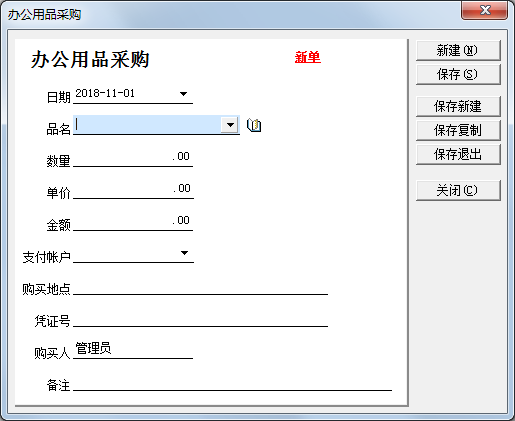 办公用品采购
办公用品采购 新单
日期 2018-11-01
品名
数量 .00
单价 .00
金额 .00
支付帐户
购买地点
凭证号
购买人 管理员
备注
新建(N)
保存(S)
保存新建
保存复制
保存退出
关闭(C)